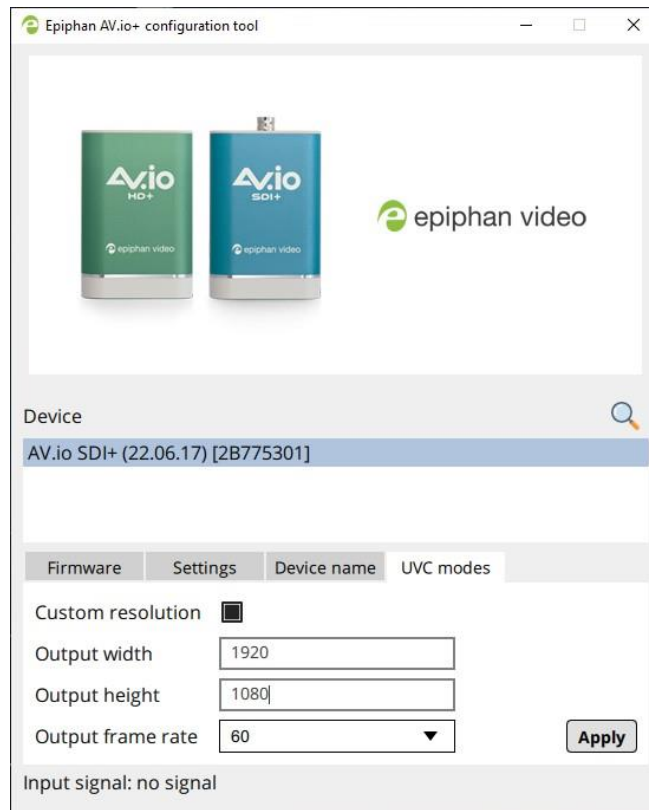 Epiphan AV.io+ configuration tool
AV.io
HD+
epiphan video
AV.io
SDI+
epiphan video
epiphan video
Device
AV.io SDI+ (22.06.17) [2B775301]
Firmware Settings Device name UVC modes
Custom resolution
Output width 1920
Output height 1080
Output frame rate 60
Apply
Input signal: no signal